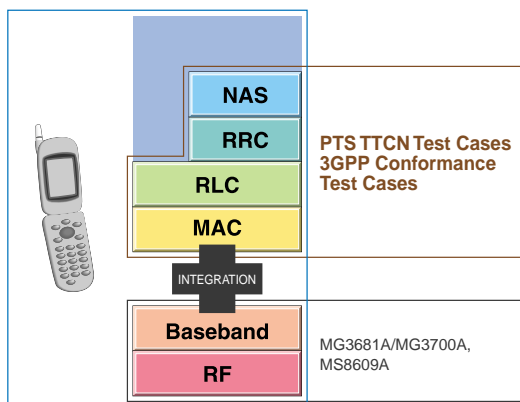 NAS
RRC
RLC
MAC
PTS TTCN Test Cases
3GPP Conformance
Test Cases
INTEGRATION
Baseband
RF
MG3681A/MG3700A,
MS8609A